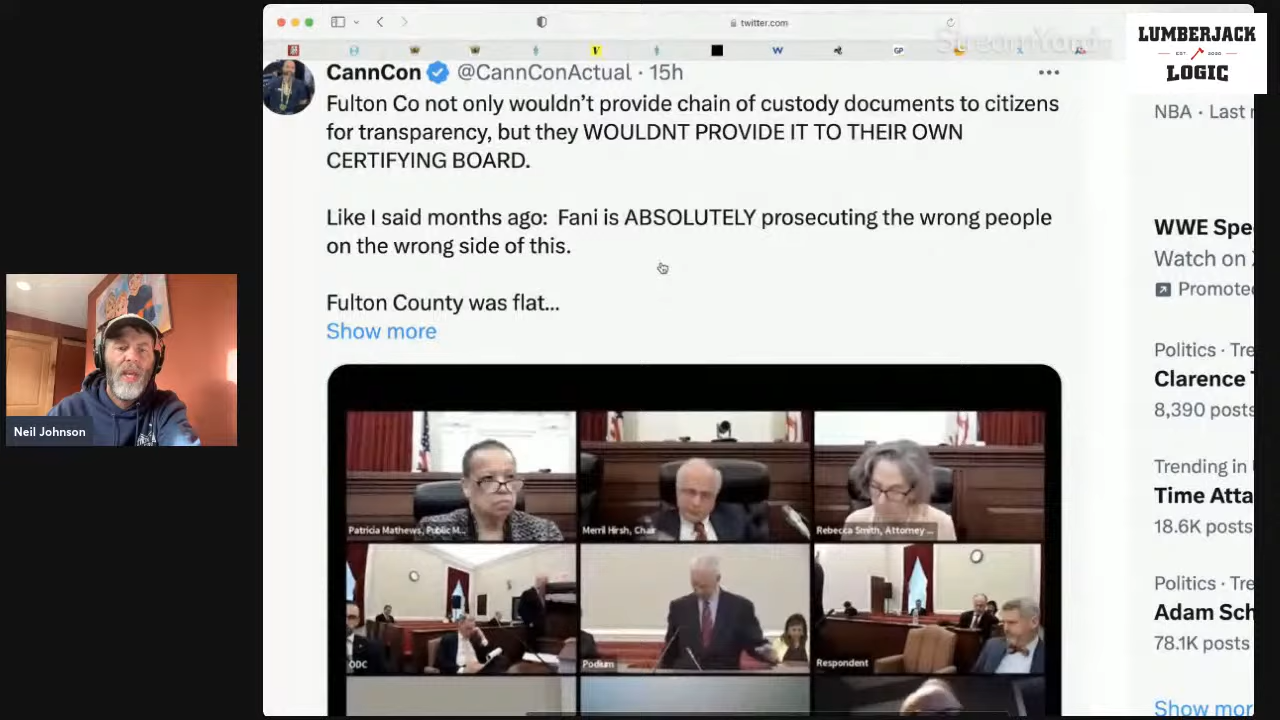 twitter.com
StreamYard
LUMBERJACK
EST. 2020
LOGIC
CannCon @CannConActual · 15h
Fulton Co not only wouldn't provide chain of custody documents to citizens
for transparency, but they WOULDNT PROVIDE IT TO THEIR OWN
CERTIFYING BOARD.
Like I said months ago: Fani is ABSOLUTELY prosecuting the wrong people
on the wrong side of this.
Fulton County was flat...
Show more
Neil Johnson
Patricia Mathews, Public M...
Merril Hirsh, Chair
Rebecca Smith, Attorney ...
ODC
Podium
Respondent
NBA · Last
WWE Spe
Watch on
Promoted
Politics · Tre
Clarence
8,390 posts
Trending in
Time Atta
18.6K posts
Politics · Tre
Adam Sch
78.1K posts
Show mor